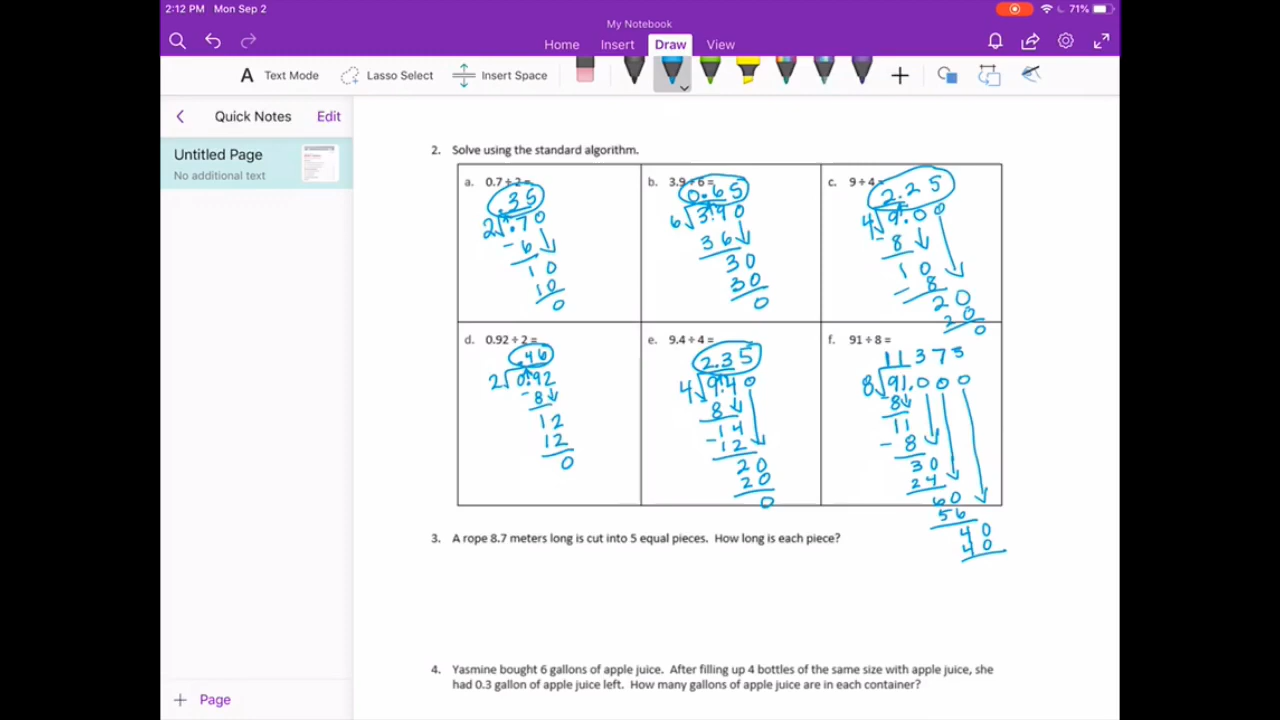 2:12 PM Mon Sep 2
71%
My Notebook
Home Insert Draw View
A Text Mode Lasso Select Insert Space
Quick Notes Edit
Untitled Page
No additional text
2. Solve using the standard algorithm.
a. 0.7 ÷ 2 =
.35
2 .70
- 6
10
10
0
b. 3.9 ÷ 6 =
0.65
6 3.90
36
30
30
0
c. 9 ÷ 4 =
2.25
4 9.00
- 8
10
- 8
20
20
0
d. 0.92 ÷ 2 =
.46
2 0.92
- 8
12
12
0
e. 9.4 ÷ 4 =
2.35
4 9.40
8
14
- 12
20
20
0
f. 91 ÷ 8 =
11 375
8 91.000
- 8
11
- 8
30
24
60
56
40
40
3. A rope 8.7 meters long is cut into 5 equal pieces. How long is each piece?
4. Yasmine bought 6 gallons of apple juice. After filling up 4 bottles of the same size with apple juice, she
had 0.3 gallon of apple juice left. How many gallons of apple juice are in each container?
+ Page